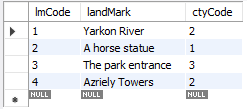 lmCode landMark ctyCode
1 Yarkon River 2
2 A horse statue 1
3 The park entrance 3
4 Azriely Towers 2
NULL NULL NULL